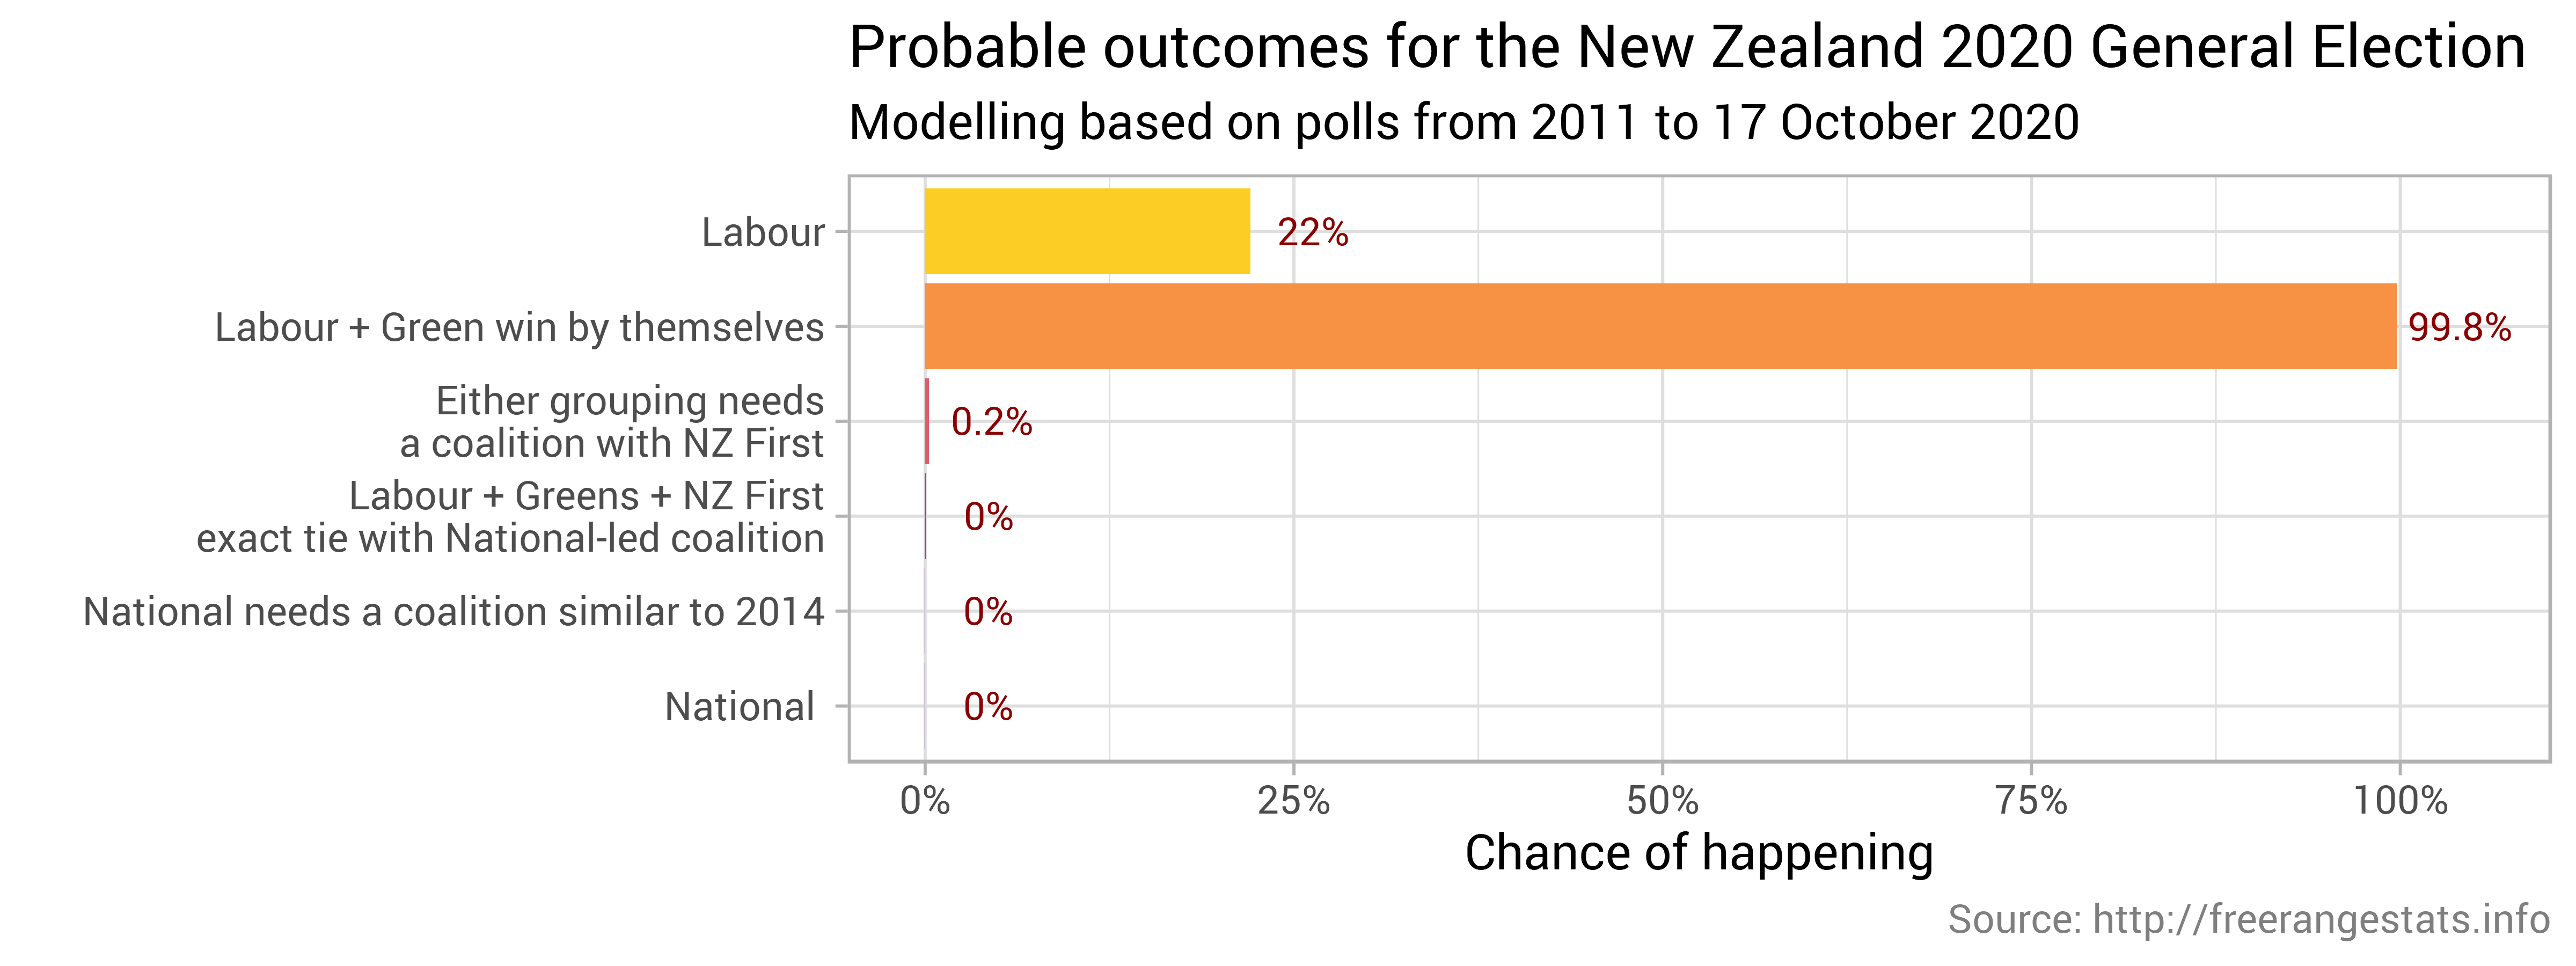 Probable outcomes for the New Zealand 2020 General Election
Modelling based on polls from 2011 to 17 October 2020
Labour
22%
Labour + Green win by themselves
99.8%
Either grouping needs
a coalition with NZ First
0.2%
Labour + Greens + NZ First
exact tie with National-led coalition
0%
National needs a coalition similar to 2014
0%
National
0%
0% 25% 50% 75% 100%
Chance of happening
Source: http://freerangestats.info